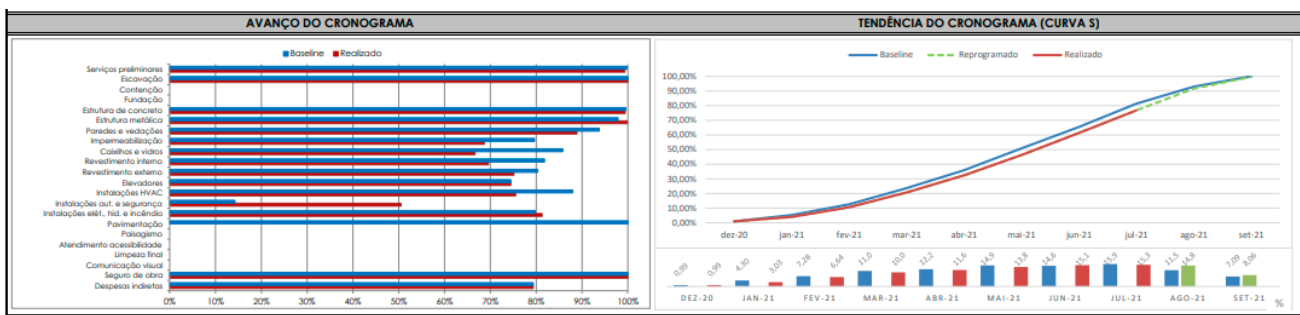 AVANÇO DO CRONOGRAMA
Baseline Realizado
Serviços preliminares
Escavação
Contenção
Fundação
Estrutura de concreto
Estrutura metálica
Paredes e vedações
Impermeabilização
Caixilhos e vidros
Revestimento interno
Revestimento externo
Elevadores
Instalações HVAC
Instalações aut. e segurança
Instalações elét., hid. e incêndio
Pavimentação
Paisagismo
Atendimento acessibilidade
Limpeza final
Comunicação visual
Seguro de obra
Despesas indiretas
0% 10% 20% 30% 40% 50% 60% 70% 80% 90% 100%
TENDÊNCIA DO CRONOGRAMA (CURVA S)
Baseline Reprogramado Realizado
100,00%
90,00%
80,00%
70,00%
60,00%
50,00%
40,00%
30,00%
20,00%
10,00%
0,00%
dez-20 jan-21 fev-21 mar-21 abr-21 mai-21 jun-21 jul-21 ago-21 set-21
0,99 0,99 4,30 3,03 7,28 6,64 11,0 10,0 12,2 11,6 14,9 13,8 14,6 15,1 15,9 15,3 11,5 14,8 7,09 8,06
DEZ-20 JAN-21 FEV-21 MAR-21 ABR-21 MAI-21 JUN-21 JUL-21 AGO-21 SET-21 %